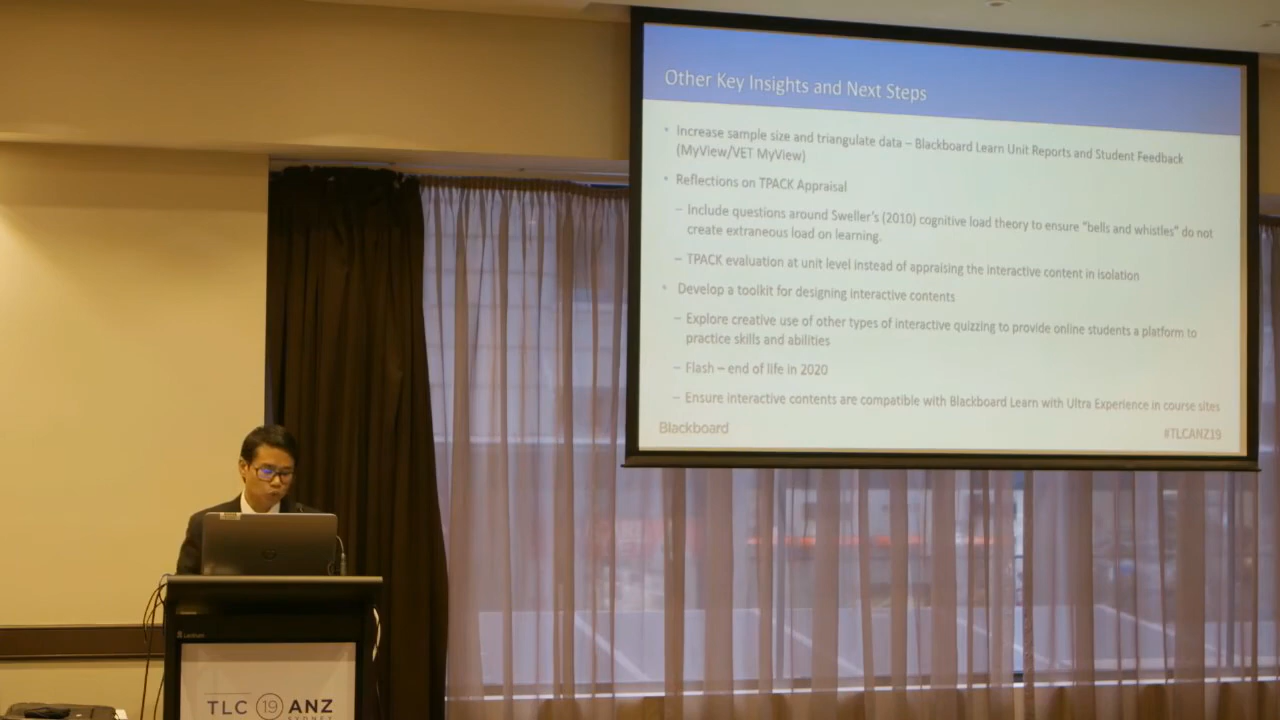 Other Key Insights and Next Steps
• Increase sample size and triangulate data – Blackboard Learn Unit Reports and Student Feedback
(MyView/VET MyView)
• Reflections on TPACK Appraisal
– Include questions around Sweller's (2010) cognitive load theory to ensure "bells and whistles" do not
create extraneous load on learning.
– TPACK evaluation at unit level instead of appraising the interactive content in isolation
• Develop a toolkit for designing interactive contents
– Explore creative use of other types of interactive quizzing to provide online students a platform to
practice skills and abilities
– Flash – end of life in 2020
– Ensure interactive contents are compatible with Blackboard Learn with Ultra Experience in course sites
Blackboard
#TLCANZ19
Lectrum
TLC 19 ANZ
SYDNEY